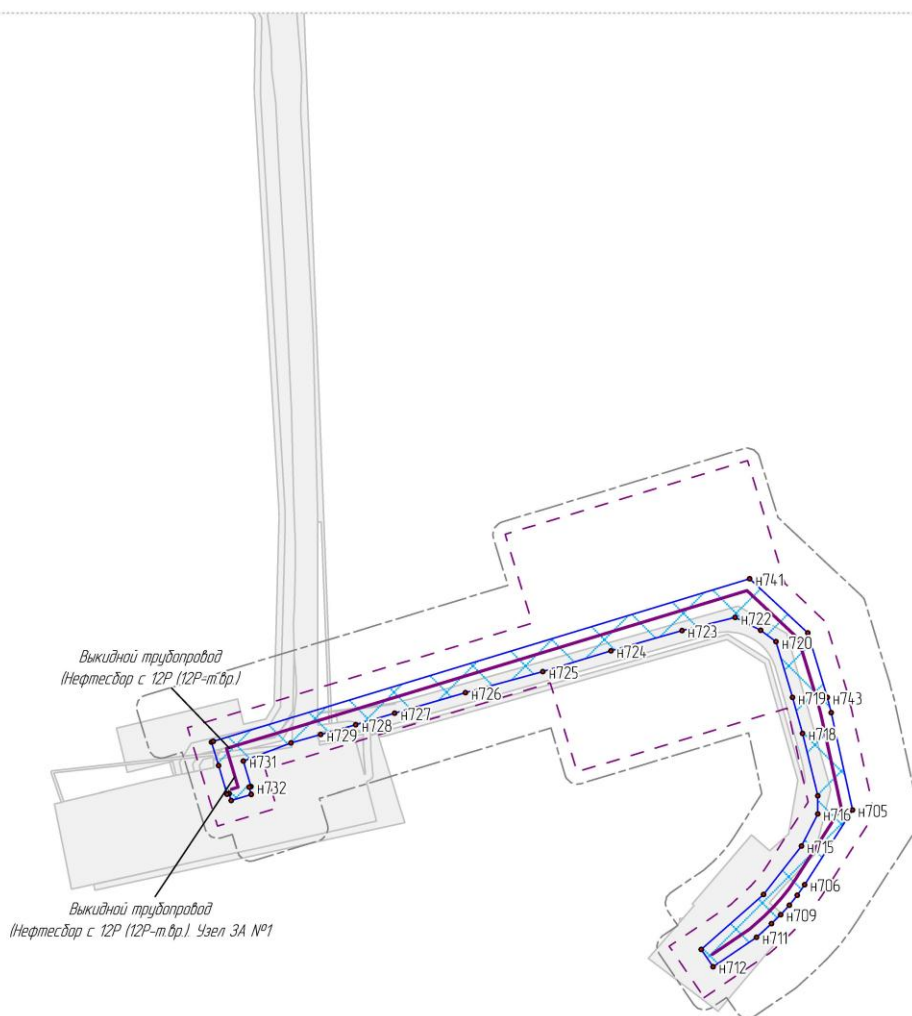 н741
н722
н720
н723
н724
Выкидной трубопровод
(Нефтесбор с 12Р (12Р=т.вр.)
н725
н719
н726
н743
н727
н728
н718
н729
н731
н732
н705
н716
н715
н706
Выкидной трубопровод
(Нефтесбор с 12Р (12Р-т.вр.). Узел ЗА №1
н709
н711
н712